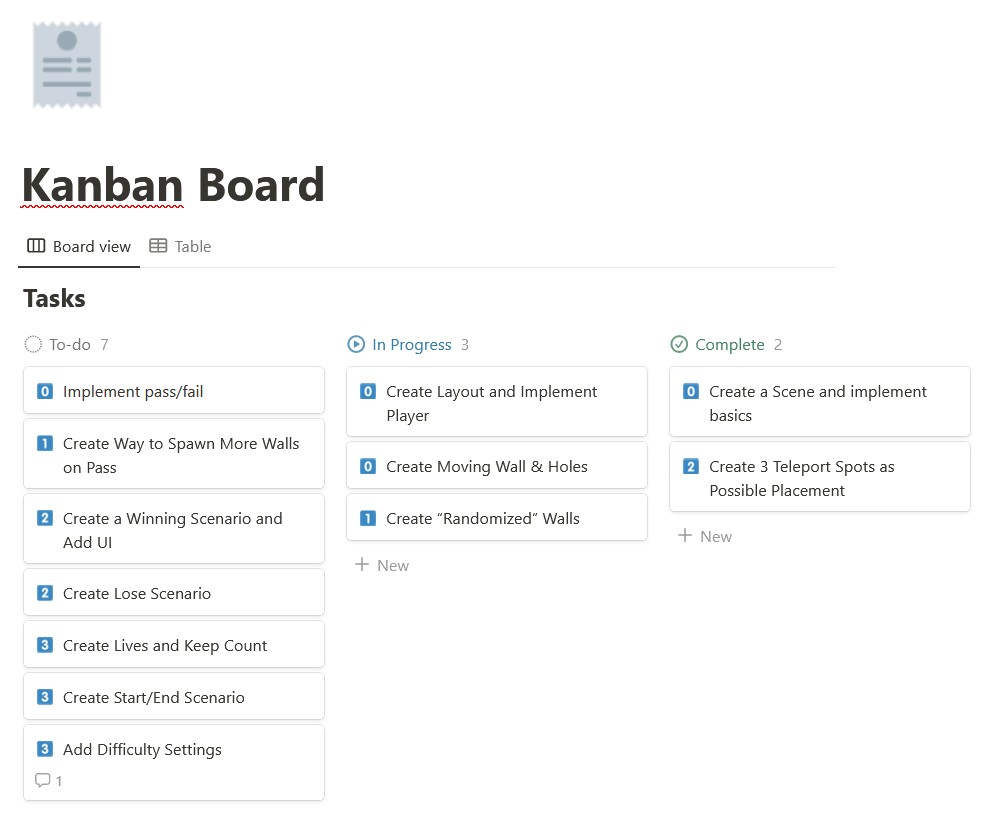 Kanban Board
Board view Table
Tasks
To-do 7
0 Implement pass/fail
1 Create Way to Spawn More Walls
on Pass
2 Create a Winning Scenario and
Add UI
2 Create Lose Scenario
3 Create Lives and Keep Count
3 Create Start/End Scenario
3 Add Difficulty Settings
1
In Progress 3
0 Create Layout and Implement
Player
0 Create Moving Wall & Holes
1 Create “Randomized” Walls
+ New
Complete 2
0 Create a Scene and implement
basics
2 Create 3 Teleport Spots as
Possible Placement
+ New